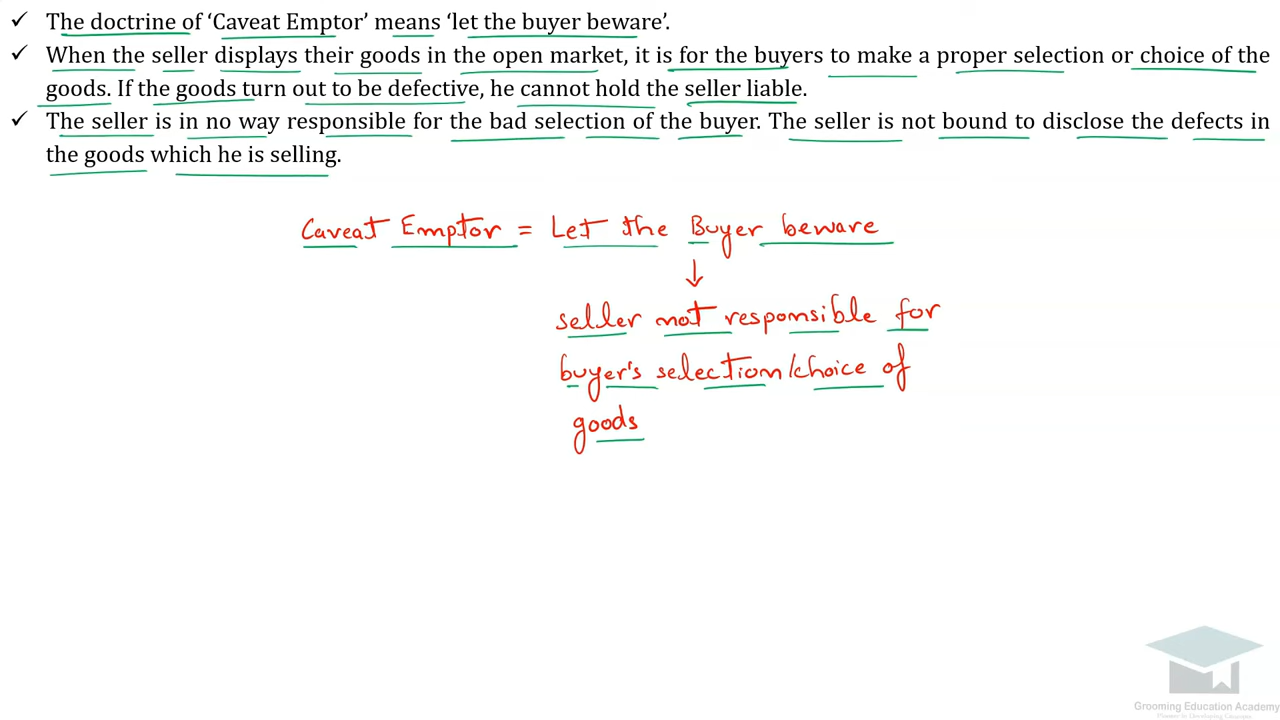 ✓ The doctrine of ‘Caveat Emptor’ means ‘let the buyer beware’.
✓ When the seller displays their goods in the open market, it is for the buyers to make a proper selection or choice of the
goods. If the goods turn out to be defective, he cannot hold the seller liable.
✓ The seller is in no way responsible for the bad selection of the buyer. The seller is not bound to disclose the defects in
the goods which he is selling.
Caveat Emptor = Let the Buyer beware
↓
seller not responsible for
buyer's selection/choice of
goods
Grooming Education Academy
Pioneer in Developing Concepts